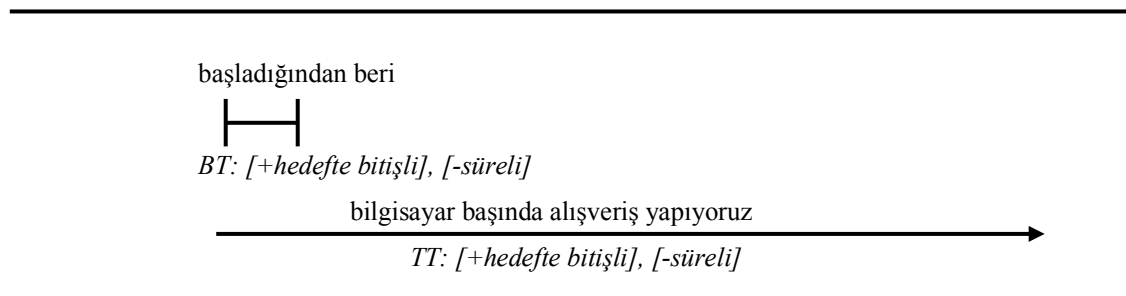 başladığından beri
BT: [+hedefte bitişli], [-süreli]
bilgisayar başında alışveriş yapıyoruz
TT: [+hedefte bitişli], [-süreli]